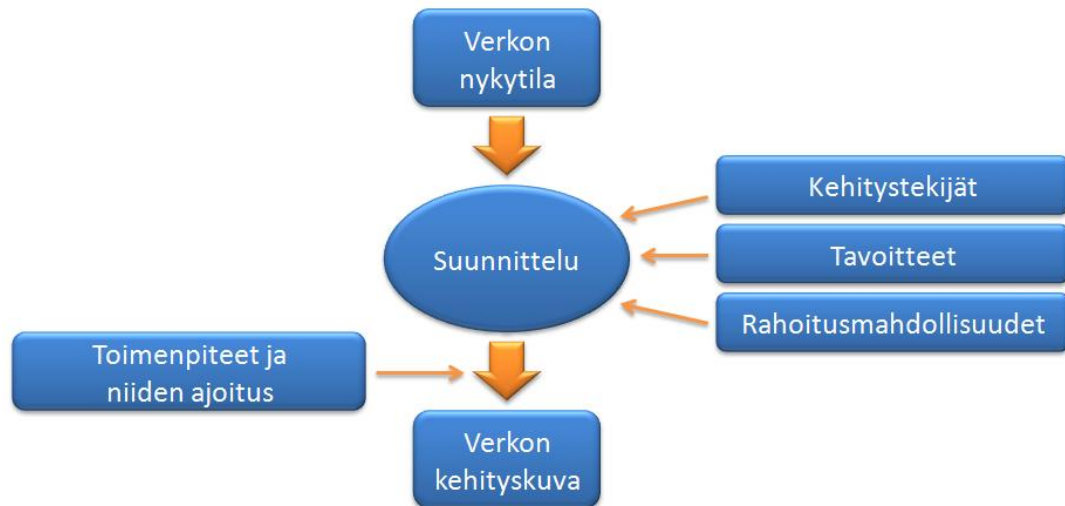 Verkon
nykytila
Kehitystekijät
Suunnittelu
Tavoitteet
Rahoitusmahdollisuudet
Toimenpiteet ja
niiden ajoitus
Verkon
kehityskuva